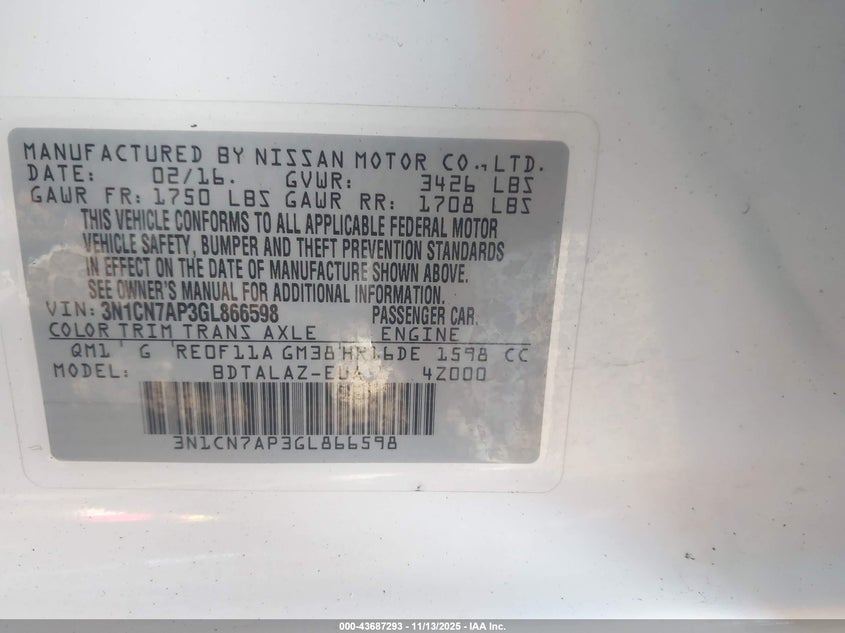 MANUFACTURED BY NISSAN MOTOR CO., LTD.
DATE: 02/16. GVWR: 3426 LBS
GAWR FR: 1750 LBS GAWR RR: 1708 LBS
THIS VEHICLE CONFORMS TO ALL APPLICABLE FEDERAL MOTOR
VEHICLE SAFETY, BUMPER AND THEFT PREVENTION STANDARDS
IN EFFECT ON THE DATE OF MANUFACTURE SHOWN ABOVE.
SEE OWNER'S MANUAL FOR ADDITIONAL INFORMATION.
VIN: 3N1CN7AP3GL866598 PASSENGER CAR.
COLOR TRIM TRANS AXLE ENGINE
QM1 G RE0F11A GM38 HR16DE 1598 CC
MODEL: 4Z000
3N1CN7AP3GL866598
000-43687293 - 11/13/2025 - IAA Inc.